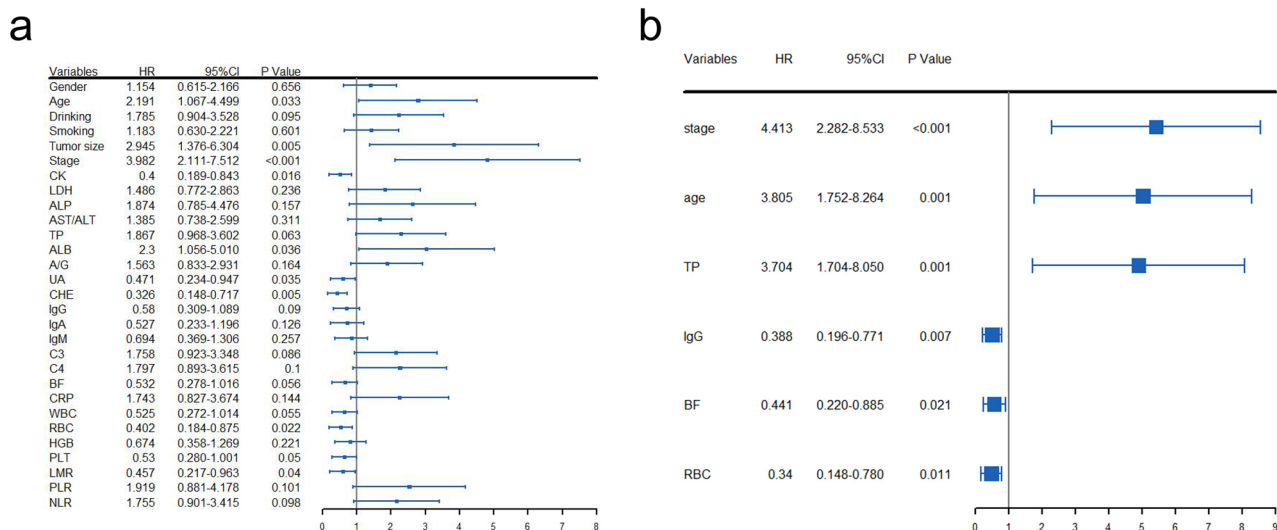 a
Variables HR 95%CI P Value
Gender 1.154 0.615-2.166 0.656
Age 2.191 1.067-4.499 0.033
Drinking 1.785 0.904-3.528 0.095
Smoking 1.183 0.630-2.221 0.601
Tumor size 2.945 1.376-6.304 0.005
Stage 3.982 2.111-7.512 <0.001
CK 0.4 0.189-0.843 0.016
LDH 1.486 0.772-2.863 0.236
ALP 1.874 0.785-4.476 0.157
AST/ALT 1.385 0.738-2.599 0.311
TP 1.867 0.968-3.602 0.063
ALB 2.3 1.056-5.010 0.036
A/G 1.563 0.833-2.931 0.164
UA 0.471 0.234-0.947 0.035
CHE 0.326 0.148-0.717 0.005
IgG 0.58 0.309-1.089 0.09
IgA 0.527 0.233-1.196 0.126
IgM 0.694 0.369-1.306 0.257
C3 1.758 0.923-3.348 0.086
C4 1.797 0.893-3.615 0.1
BF 0.532 0.278-1.016 0.056
CRP 1.743 0.827-3.674 0.144
WBC 0.525 0.272-1.014 0.055
RBC 0.402 0.184-0.875 0.022
HGB 0.674 0.358-1.269 0.221
PLT 0.53 0.280-1.001 0.05
LMR 0.457 0.217-0.963 0.04
PLR 1.919 0.881-4.178 0.101
NLR 1.755 0.901-3.415 0.098
0 1 2 3 4 5 6 7 8
b
Variables HR 95%CI P Value
stage 4.413 2.282-8.533 <0.001
age 3.805 1.752-8.264 0.001
TP 3.704 1.704-8.050 0.001
IgG 0.388 0.196-0.771 0.007
BF 0.441 0.220-0.885 0.021
RBC 0.34 0.148-0.780 0.011
0 1 2 3 4 5 6 7 8 9